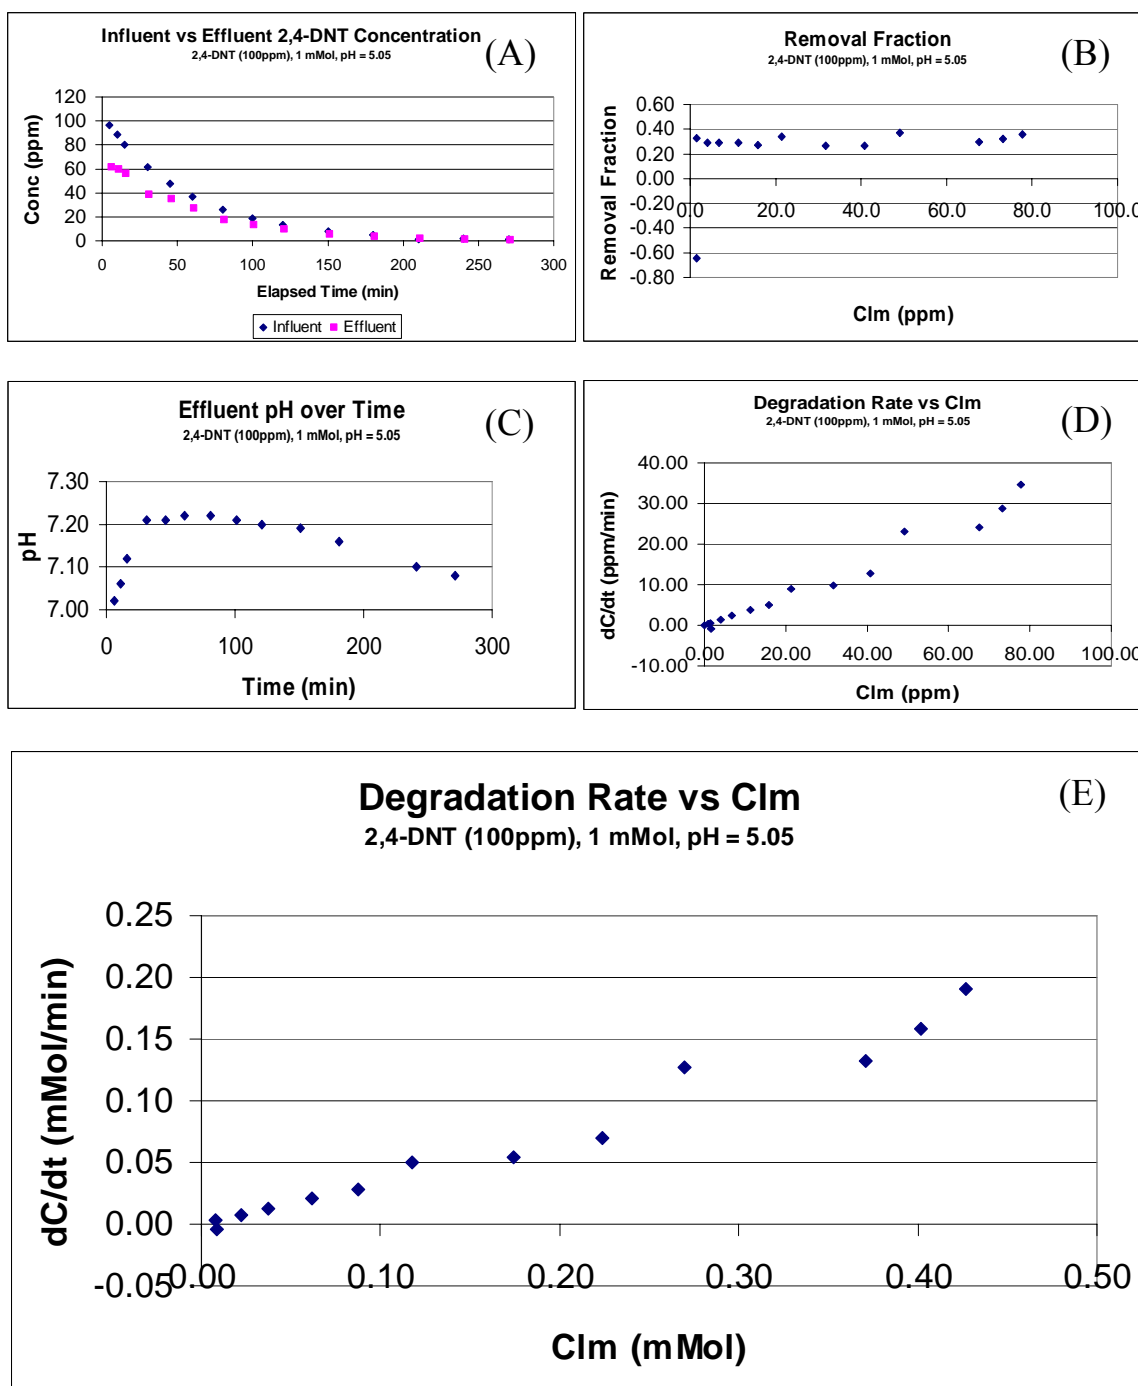 Influent vs Effluent 2,4-DNT Concentration
2,4-DNT (100ppm), 1 mMol, pH = 5.05
(A)
Conc (ppm)
120
100
80
60
40
20
0
0 50 100 150 200 250 300
Elapsed Time (min)
Influent Effluent
Removal Fraction
2,4-DNT (100ppm), 1 mMol, pH = 5.05
(B)
Removal Fraction
0.60
0.40
0.20
0.00
-0.20
-0.40
-0.60
-0.80
0.0 20.0 40.0 60.0 80.0 100.0
Clm (ppm)
Effluent pH over Time
2,4-DNT (100ppm), 1 mMol, pH = 5.05
(C)
pH
7.30
7.20
7.10
7.00
0 100 200 300
Time (min)
Degradation Rate vs Clm
2,4-DNT (100ppm), 1 mMol, pH = 5.05
(D)
dC/dt (ppm/min)
40.00
30.00
20.00
10.00
0.00
-10.00
0.00 20.00 40.00 60.00 80.00 100.00
Clm (ppm)
Degradation Rate vs Clm
2,4-DNT (100ppm), 1 mMol, pH = 5.05
(E)
dC/dt (mMol/min)
0.25
0.20
0.15
0.10
0.05
0.00
-0.05
0.00 0.10 0.20 0.30 0.40 0.50
Clm (mMol)